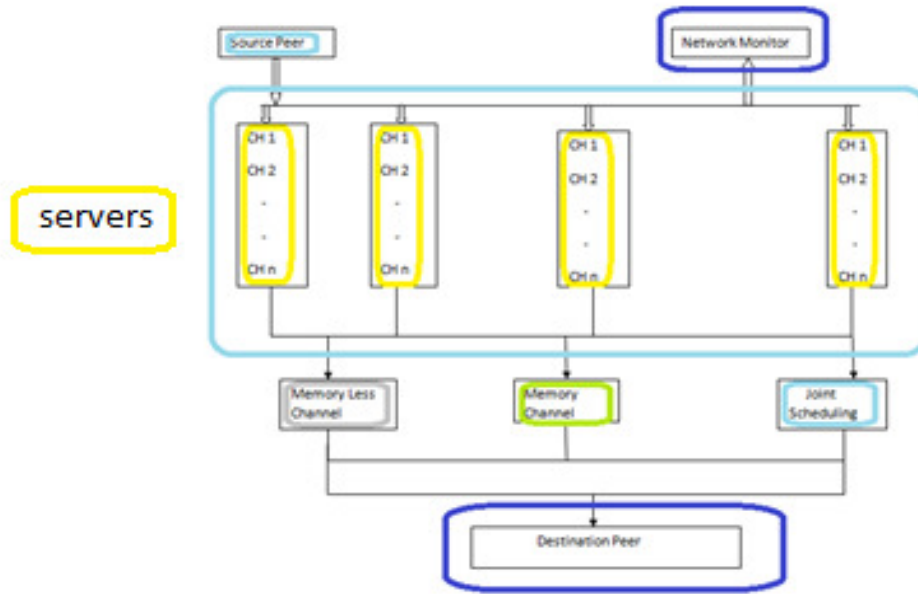 Source Peer
Network Monitor
CH 1 CH 1 CH 1 CH 1
CH 2 CH 2 CH 2 CH 2
- - - -
servers
- - - -
CH n CH n CH n CH n
Memory Less
Channel
Memory
Channel
Joint
Scheduling
Destination Peer